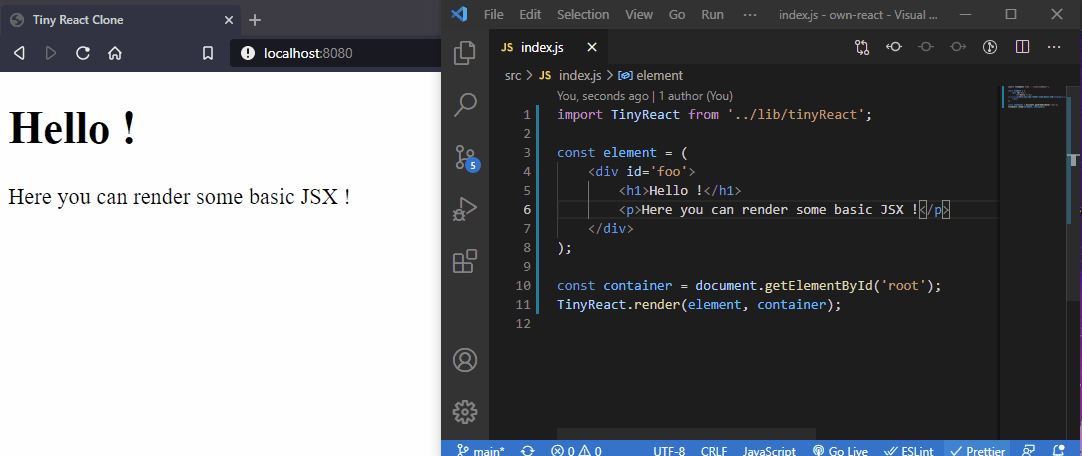 Tiny React Clone
localhost:8080
Hello !
Here you can render some basic JSX !
File Edit Selection View Go Run ··· index.js - own-react - Visual ...
JS index.js
src > JS index.js > element
You, seconds ago | 1 author (You)
1 import TinyReact from '../lib/tinyReact';
2
3 const element = (
4 <div id='foo'>
5 <h1>Hello !</h1>
6 <p>Here you can render some basic JSX !</p>
7 </div>
8 );
9
10 const container = document.getElementById('root');
11 TinyReact.render(element, container);
12
5
main* 0 0 UTF-8 CRLF JavaScript Go Live ESLint Prettier